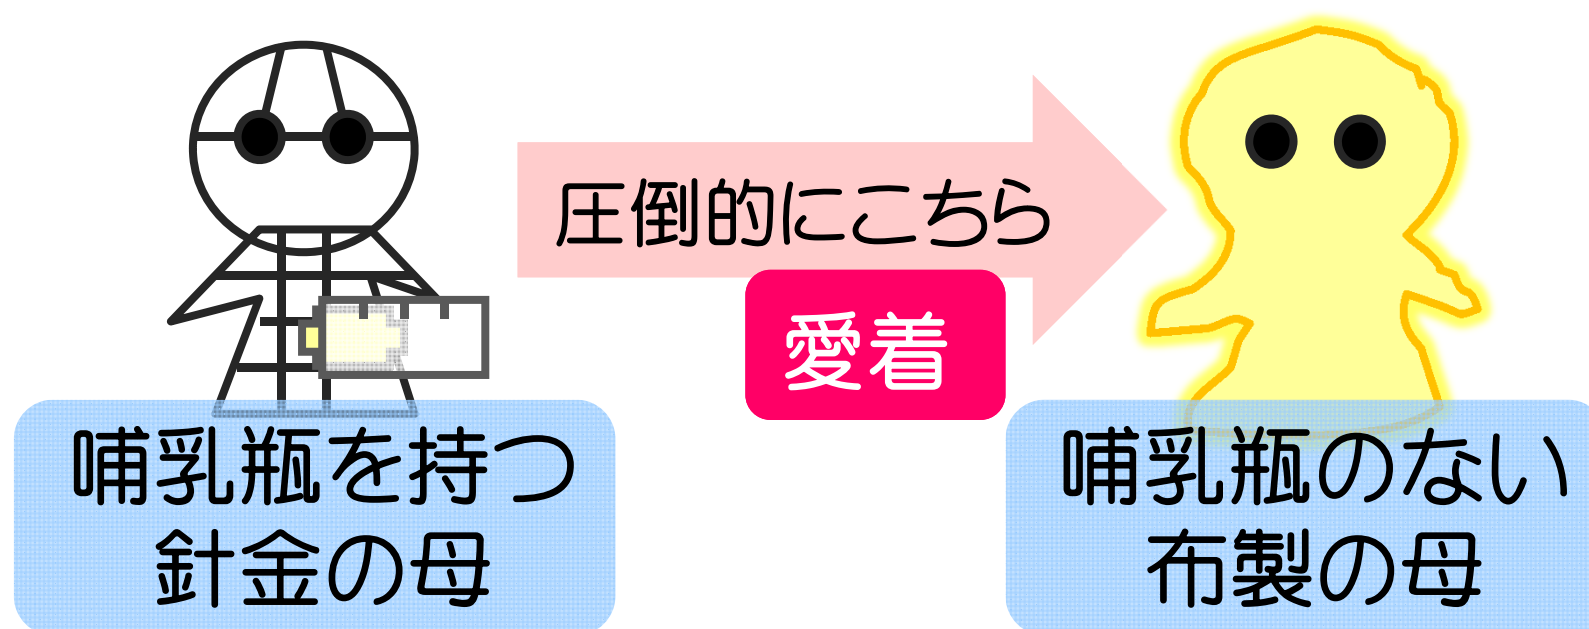 圧倒的にこちら
愛着
哺乳瓶を持つ
針金の母
哺乳瓶のない
布製の母